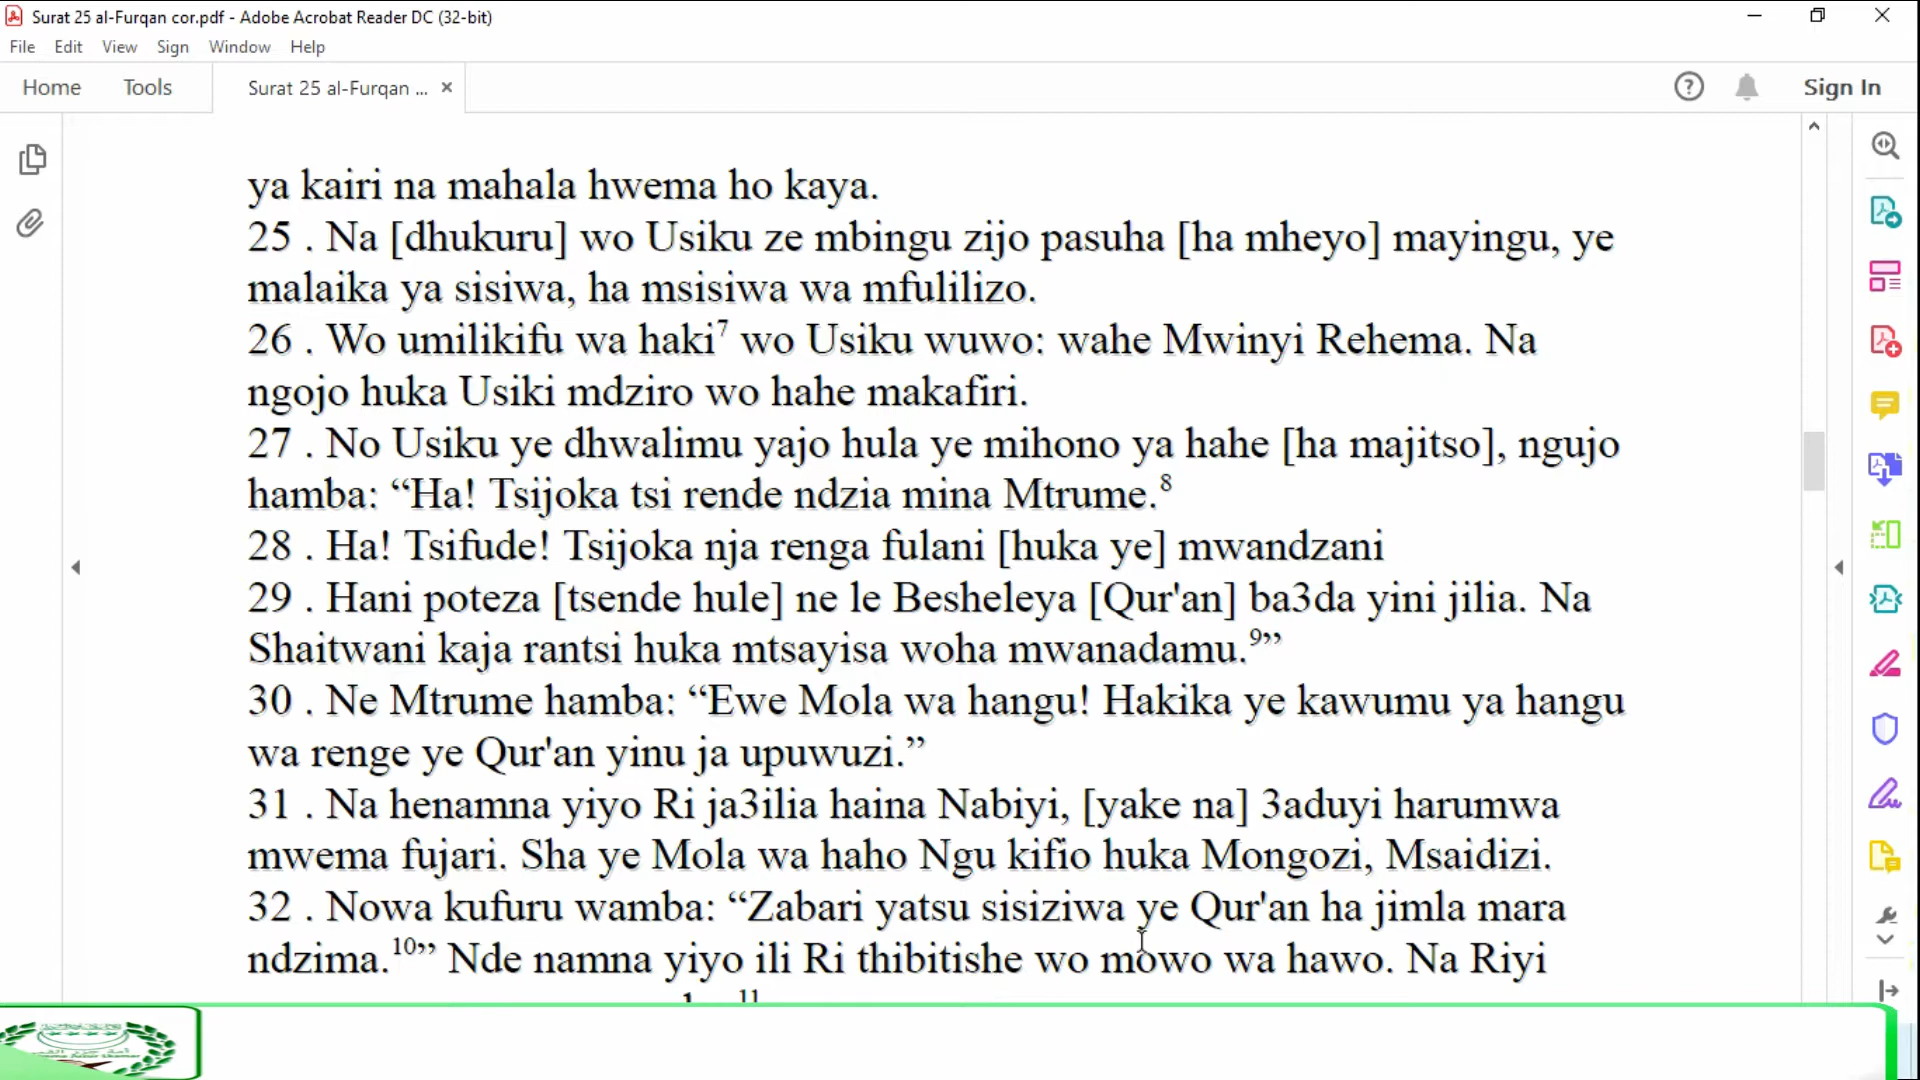 Surat 25 al-Furqan cor.pdf - Adobe Acrobat Reader DC (32-bit)
File Edit View Sign Window Help
Home Tools Surat 25 al-Furqan ... × Sign In
ya kairi na mahala hwema ho kaya.
25 . Na [dhukuru] wo Usiku ze mbingu zijo pasuha [ha mheyo] mayingu, ye
malaika ya sisiwa, ha msisiwa wa mfulilizo.
26 . Wo umilikifu wa haki⁷ wo Usiku wuwo: wahe Mwinyi Rehema. Na
ngojo huka Usiki mdziro wo hahe makafiri.
27 . No Usiku ye dhwalimu yajo hula ye mihono ya hahe [ha majitso], ngujo
hamba: “Ha! Tsijoka tsi rende ndzia mina Mtrume.⁸
28 . Ha! Tsifude! Tsijoka nja renga fulani [huka ye] mwandzani
29 . Hani poteza [tsende hule] ne le Besheleya [Qur'an] ba3da yini jilia. Na
Shaitwani kaja rantsi huka mtsayisa woha mwanadamu.⁹”
30 . Ne Mtrume hamba: “Ewe Mola wa hangu! Hakika ye kawumu ya hangu
wa renge ye Qur'an yinu ja upuwuzi.”
31 . Na henamna yiyo Ri ja3ilia haina Nabiyi, [yake na] 3aduyi harumwa
mwema fujari. Sha ye Mola wa haho Ngu kifio huka Mongozi, Msaidizi.
32 . Nowa kufuru wamba: “Zabari yatsu sisiziwa ye Qur'an ha jimla mara
ndzima.¹⁰” Nde namna yiyo ili Ri thibitishe wo mowo wa hawo. Na Riyi
11